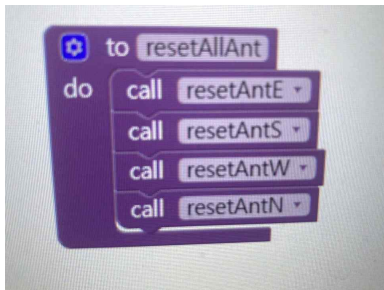 to resetAllAnt
do call resetAntE
call resetAntS
call resetAntW
call resetAntN